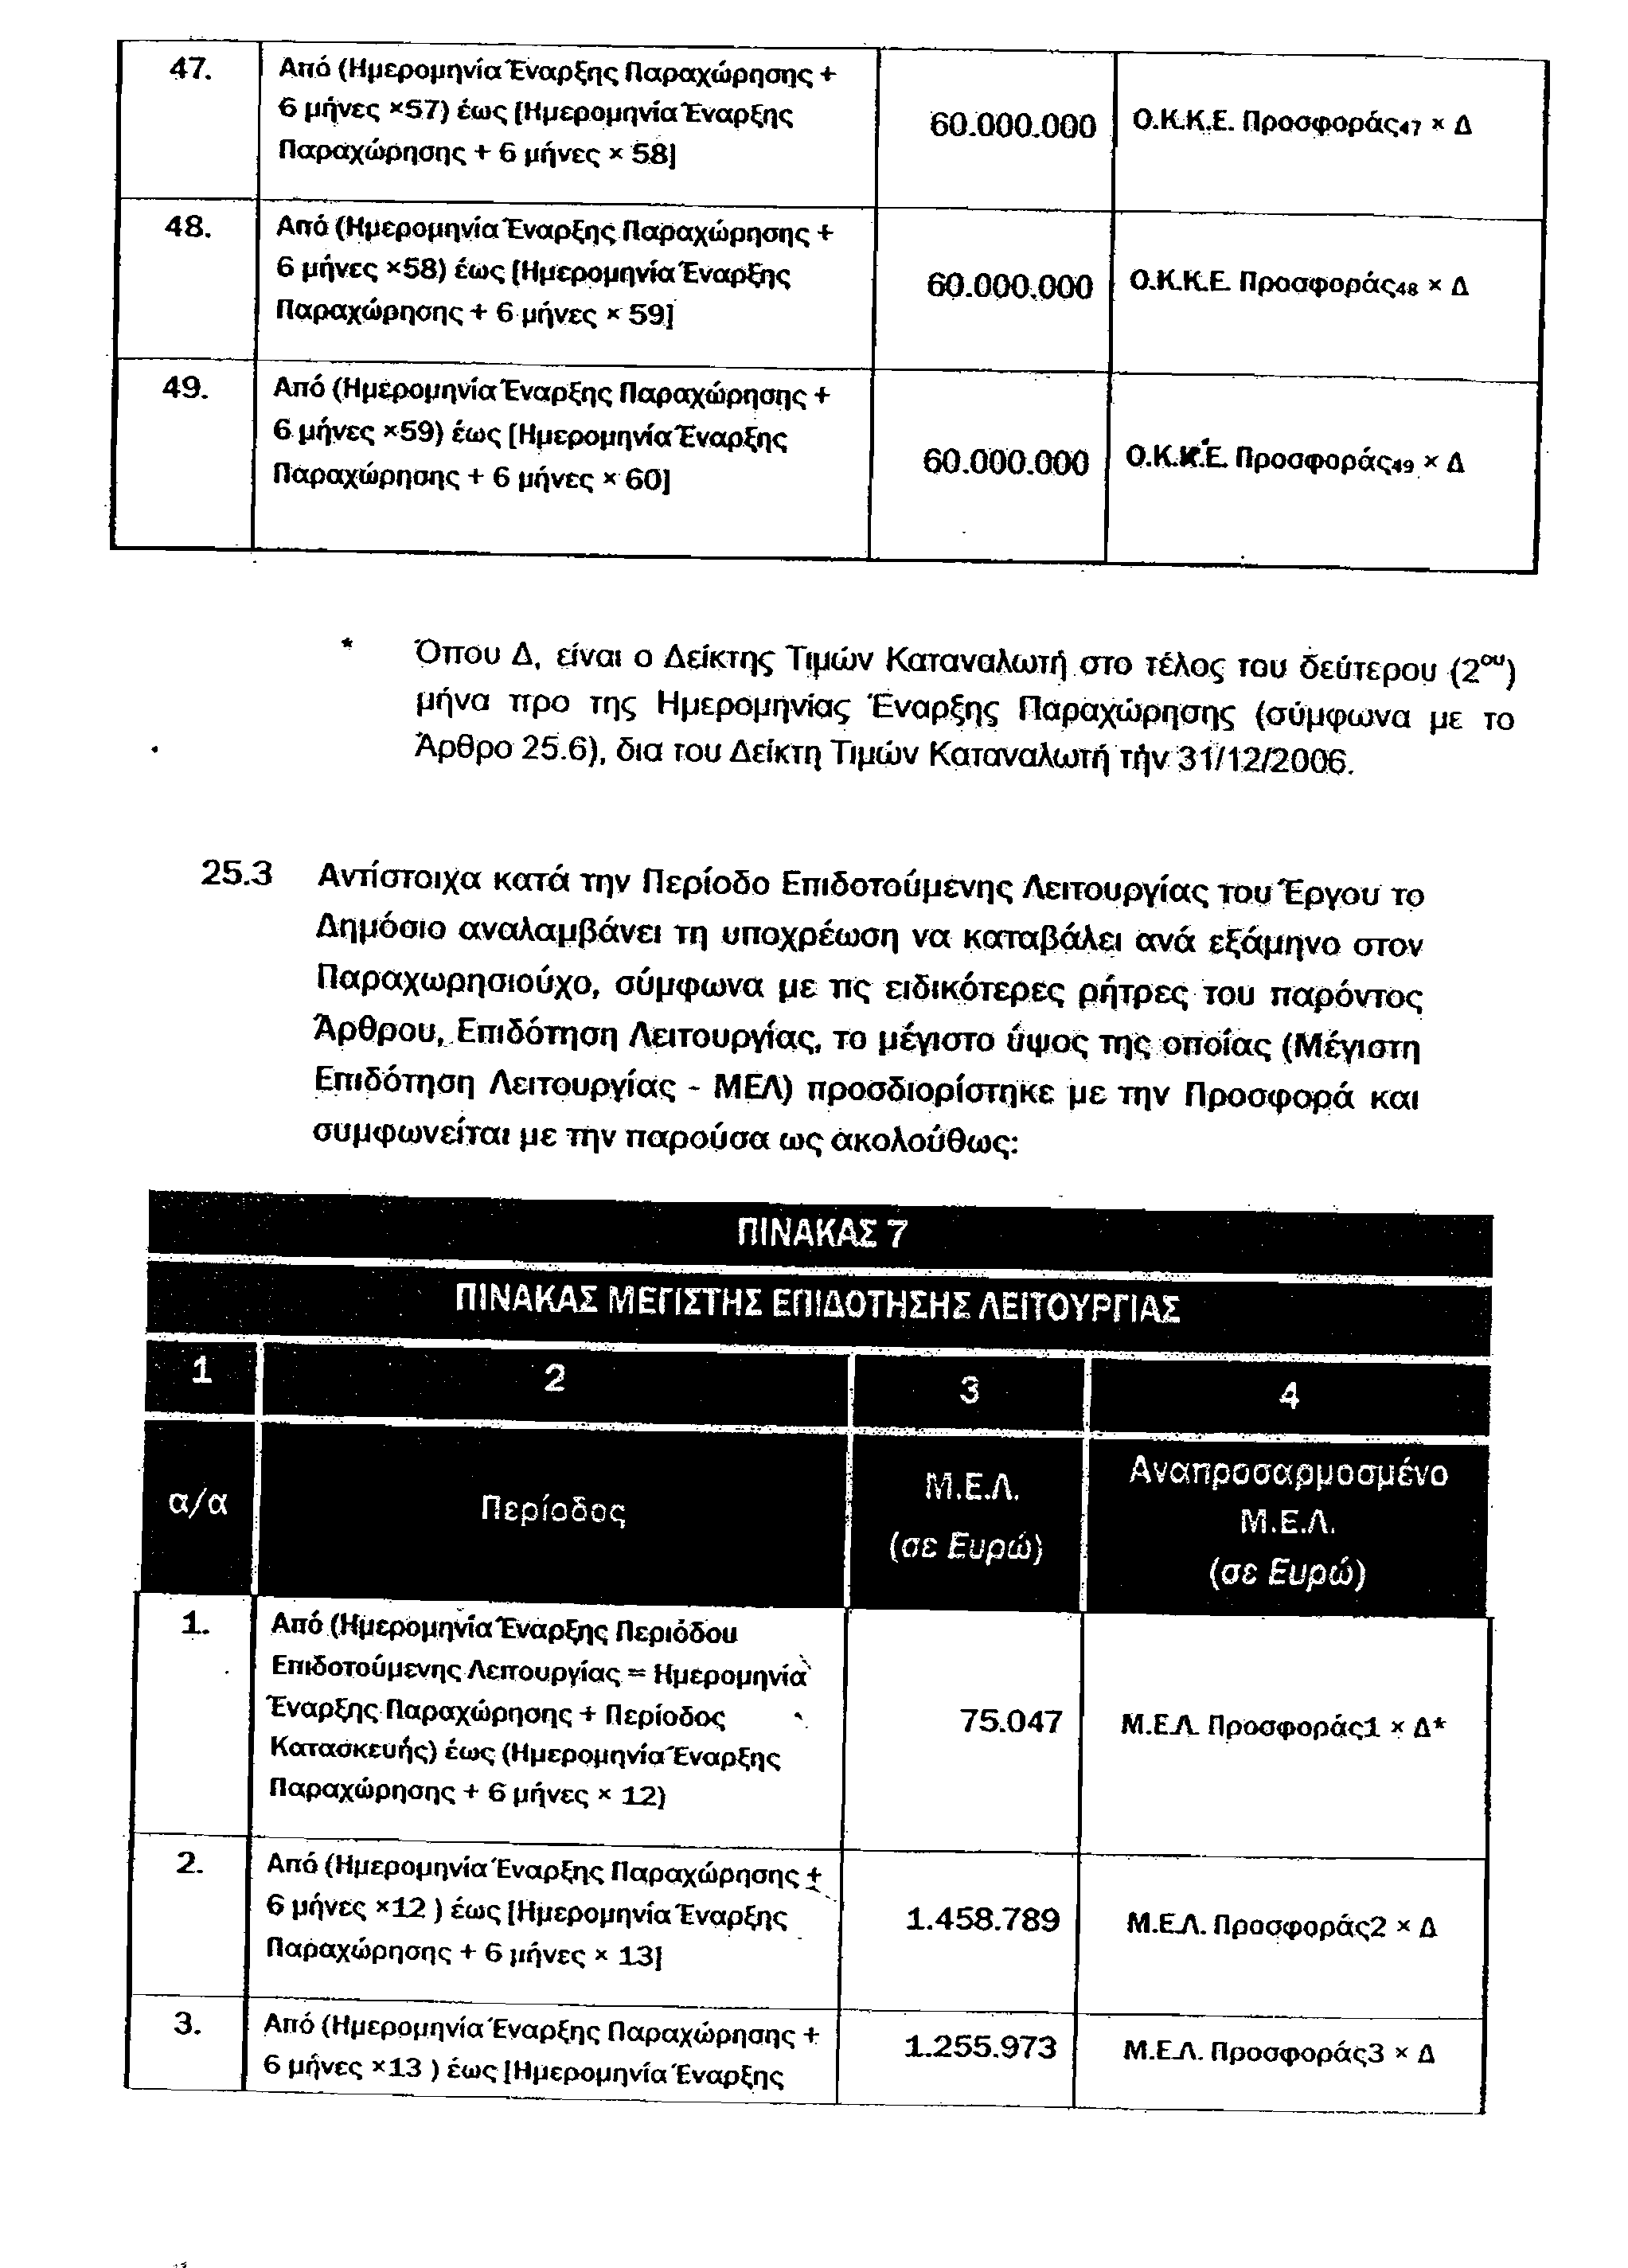 47. Από (Ημερομηνία Έναρξης Παραχώρησης +
6 μήνες ×57) έως [Ημερομηνία Έναρξης
Παραχώρησης + 6 μήνες × 58]
60.000.000
Ο.Κ.Κ.Ε. Προσφοράς47 × Δ
48. Από (Ημερομηνία Έναρξης Παραχώρησης +
6 μήνες ×58) έως [Ημερομηνία Έναρξης
Παραχώρησης + 6 μήνες × 59]
60.000.000
Ο.Κ.Κ.Ε. Προσφοράς48 × Δ
49. Από (Ημερομηνία Έναρξης Παραχώρησης +
6 μήνες ×59) έως [Ημερομηνία Έναρξης
Παραχώρησης + 6 μήνες × 60]
60.000.000
Ο.Κ.Κ.Ε. Προσφοράς49 × Δ
* Όπου Δ, είναι ο Δείκτης Τιμών Καταναλωτή στο τέλος του δεύτερου (2ου)
μήνα προ της Ημερομηνίας Έναρξης Παραχώρησης (σύμφωνα με το
Άρθρο 25.6), δια του Δείκτη Τιμών Καταναλωτή τήν 31/12/2006.
25.3 Αντίστοιχα κατά την Περίοδο Επιδοτούμενης Λειτουργίας του Έργου το
Δημόσιο αναλαμβάνει τη υποχρέωση να καταβάλει ανά εξάμηνο στον
Παραχωρησιούχο, σύμφωνα με τις ειδικότερες ρήτρες του παρόντος
Άρθρου, Επιδότηση Λειτουργίας, το μέγιστο ύψος της οποίας (Μέγιστη
Επιδότηση Λειτουργίας - ΜΕΛ) προσδιορίστηκε με την Προσφορά και
συμφωνείται με την παρούσα ως ακολούθως:
ΠΙΝΑΚΑΣ 7
ΠΙΝΑΚΑΣ ΜΕΓΙΣΤΗΣ ΕΠΙΔΟΤΗΣΗΣ ΛΕΙΤΟΥΡΓΙΑΣ
1 2 3 4
α/α
Περίοδος
Μ.Ε.Λ.
(σε Ευρώ)
Αναπροσαρμοσμένο
Μ.Ε.Λ.
(σε Ευρώ)
1. Από (Ημερομηνία Έναρξης Περιόδου
Επιδοτούμενης Λειτουργίας = Ημερομηνία
Έναρξης Παραχώρησης + Περίοδος
Κατασκευής) έως (Ημερομηνία Έναρξης
Παραχώρησης + 6 μήνες × 12)
75.047
Μ.Ε.Λ. Προσφοράς1 × Δ*
2. Από (Ημερομηνία Έναρξης Παραχώρησης +
6 μήνες ×12 ) έως [Ημερομηνία Έναρξης
Παραχώρησης + 6 μήνες × 13]
1.458.789
Μ.Ε.Λ. Προσφοράς2 × Δ
3. Από (Ημερομηνία Έναρξης Παραχώρησης +
6 μήνες ×13 ) έως [Ημερομηνία Έναρξης
1.255.973
Μ.Ε.Λ. Προσφοράς3 × Δ